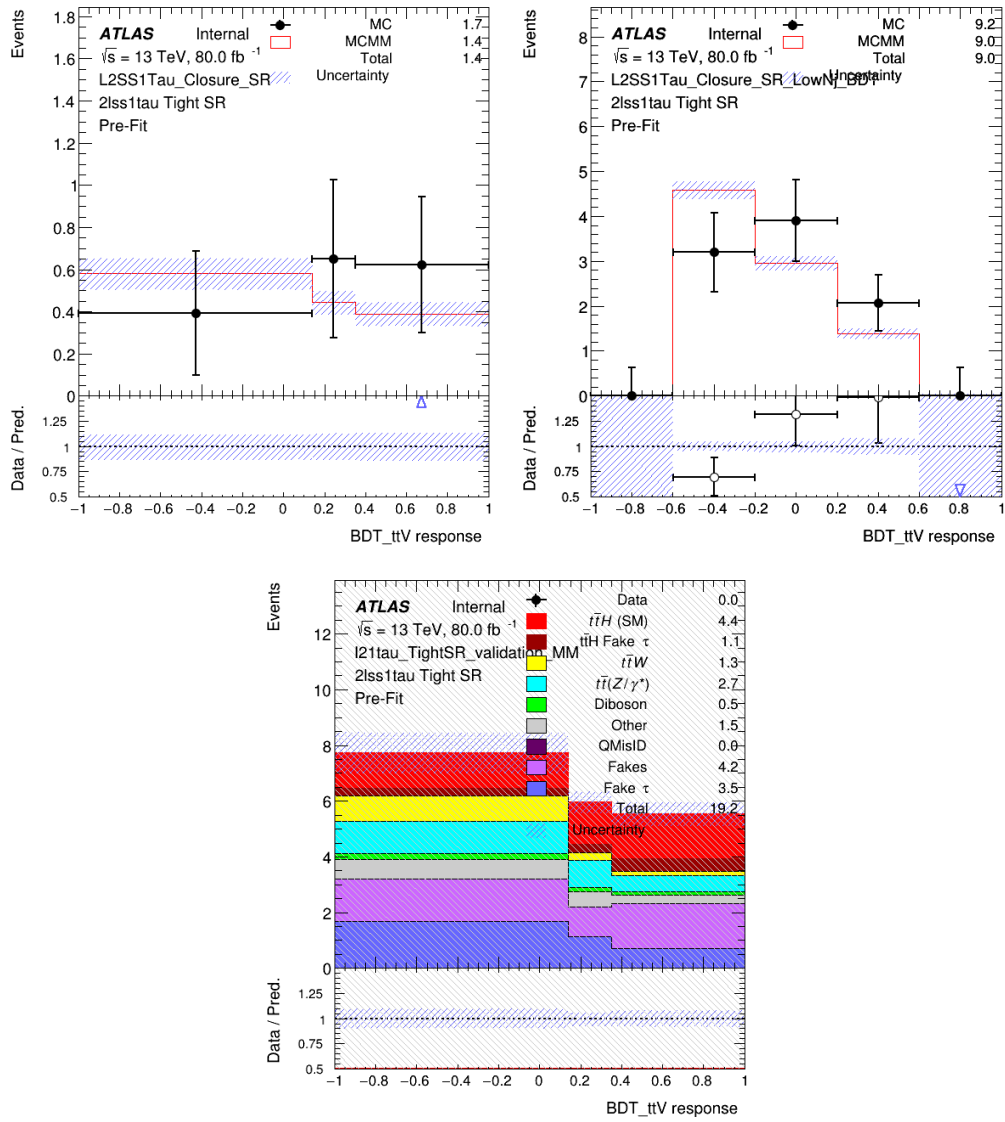 Events
ATLAS Internal
√s = 13 TeV, 80.0 fb -1
L2SS1Tau_Closure_SR
2lss1tau Tight SR
Pre-Fit
MC 1.7
MCMM 1.4
Total 1.4
Uncertainty
1.8
1.6
1.4
1.2
1
0.8
0.6
0.4
0.2
0
Data / Pred.
1.25
1
0.75
0.5
−1 −0.8 −0.6 −0.4 −0.2 0 0.2 0.4 0.6 0.8 1
BDT_ttV response
Events
ATLAS Internal
√s = 13 TeV, 80.0 fb -1
L2SS1Tau_Closure_SR_LowNj_BDT
2lss1tau Tight SR
Pre-Fit
MC 9.2
MCMM 9.0
Total 9.0
Uncertainty
8
7
6
5
4
3
2
1
0
Data / Pred.
1.25
1
0.75
0.5
−1 −0.8 −0.6 −0.4 −0.2 0 0.2 0.4 0.6 0.8 1
BDT_ttV response
Events
ATLAS Internal
√s = 13 TeV, 80.0 fb -1
l21tau_TightSR_validation_MM
2lss1tau Tight SR
Pre-Fit
Data 0.0
tt̄H (SM) 4.4
tt̄H Fake τ 1.1
tt̄W 1.3
tt̄(Z/γ*) 2.7
Diboson 0.5
Other 1.5
QMisID 0.0
Fakes 4.2
Fake τ 3.5
Total 19.2
Uncertainty
12
10
8
6
4
2
0
Data / Pred.
1.25
1
0.75
0.5
−1 −0.8 −0.6 −0.4 −0.2 0 0.2 0.4 0.6 0.8 1
BDT_ttV response